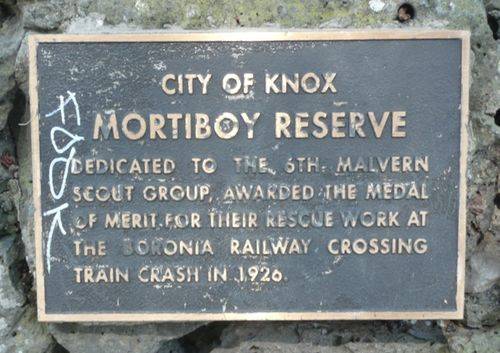 CITY OF KNOX
MORTIBOY RESERVE
DEDICATED TO THE 6TH. MALVERN
SCOUT GROUP, AWARDED THE MEDAL
OF MERIT FOR THEIR RESCUE WORK AT
THE BORONIA RAILWAY CROSSING
TRAIN CRASH IN 1926.